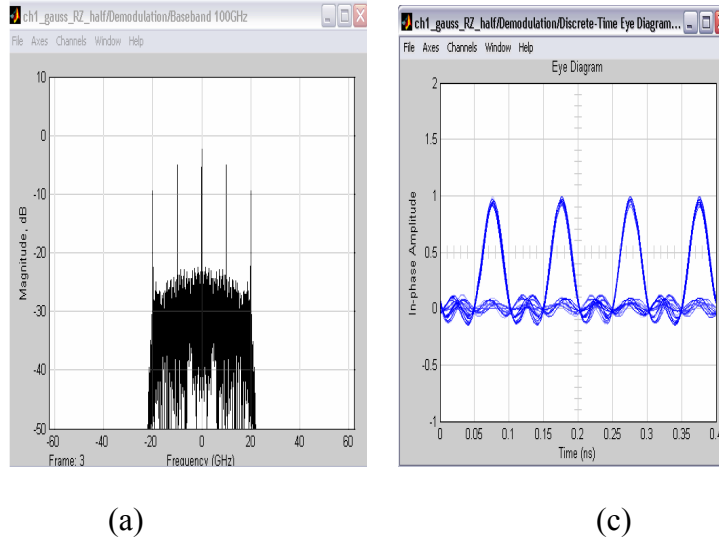 ch1_gauss_RZ_half/Demodulation/Baseband 100GHz
File Axes Channels Window Help
10
0
-10
-20
-30
-40
-50
Magnitude, dB
-60 -40 -20 0 20 40 60
Frame: 3 Frequency (GHz)
(a)
ch1_gauss_RZ_half/Demodulation/Discrete-Time Eye Diagram...
File Axes Channels Window Help
Eye Diagram
2
1.5
1
0.5
0
-0.5
-1
In-phase Amplitude
0 0.05 0.1 0.15 0.2 0.25 0.3 0.35 0.4
Time (ns)
(c)